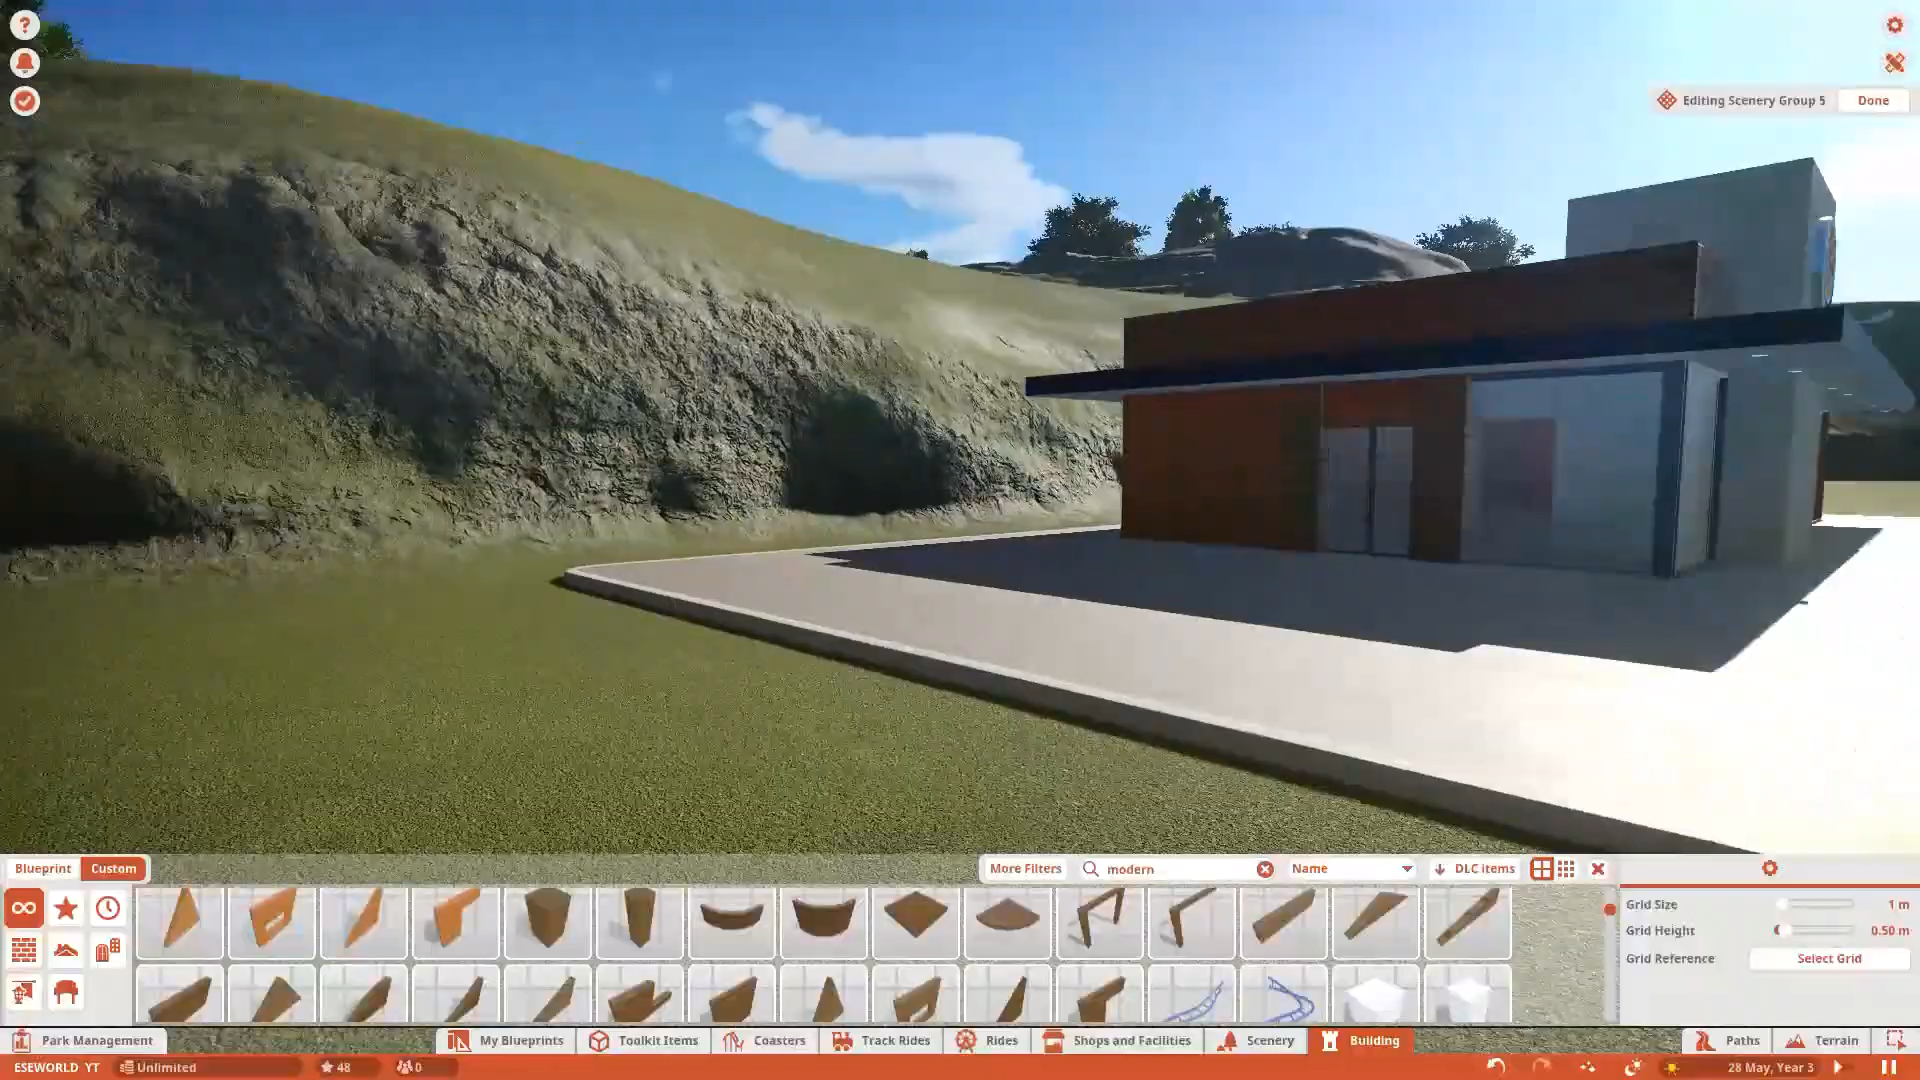 ?
Editing Scenery Group 5
Done
Blueprint
Custom
More Filters
modern
Name
DLC items
Grid Size
1 m
Grid Height
0.50 m
Grid Reference
Select Grid
Park Management
My Blueprints
Toolkit Items
Coasters
Track Rides
Rides
Shops and Facilities
Scenery
Building
Paths
Terrain
ESEWORLD YT
Unlimited
48
0
28 May, Year 3